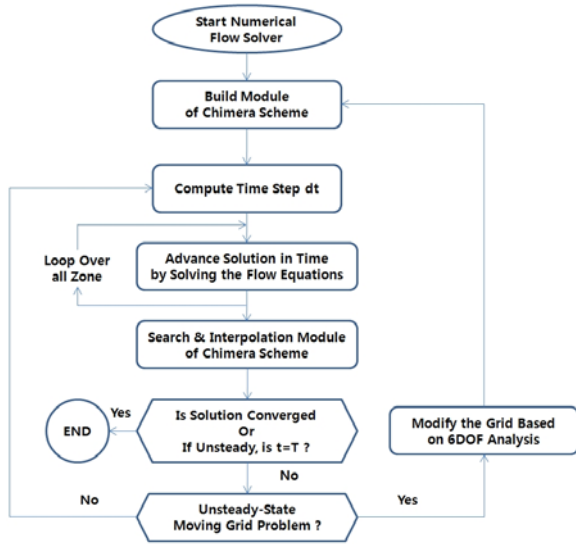 Start Numerical
Flow Solver
Build Module
of Chimera Scheme
Compute Time Step dt
Loop Over
all Zone
Advance Solution in Time
by Solving the Flow Equations
Search & Interpolation Module
of Chimera Scheme
END
Yes
Is Solution Converged
Or
If Unsteady, is t=T ?
Modify the Grid Based
on 6DOF Analysis
No
No
Unsteady-State
Moving Grid Problem ?
Yes